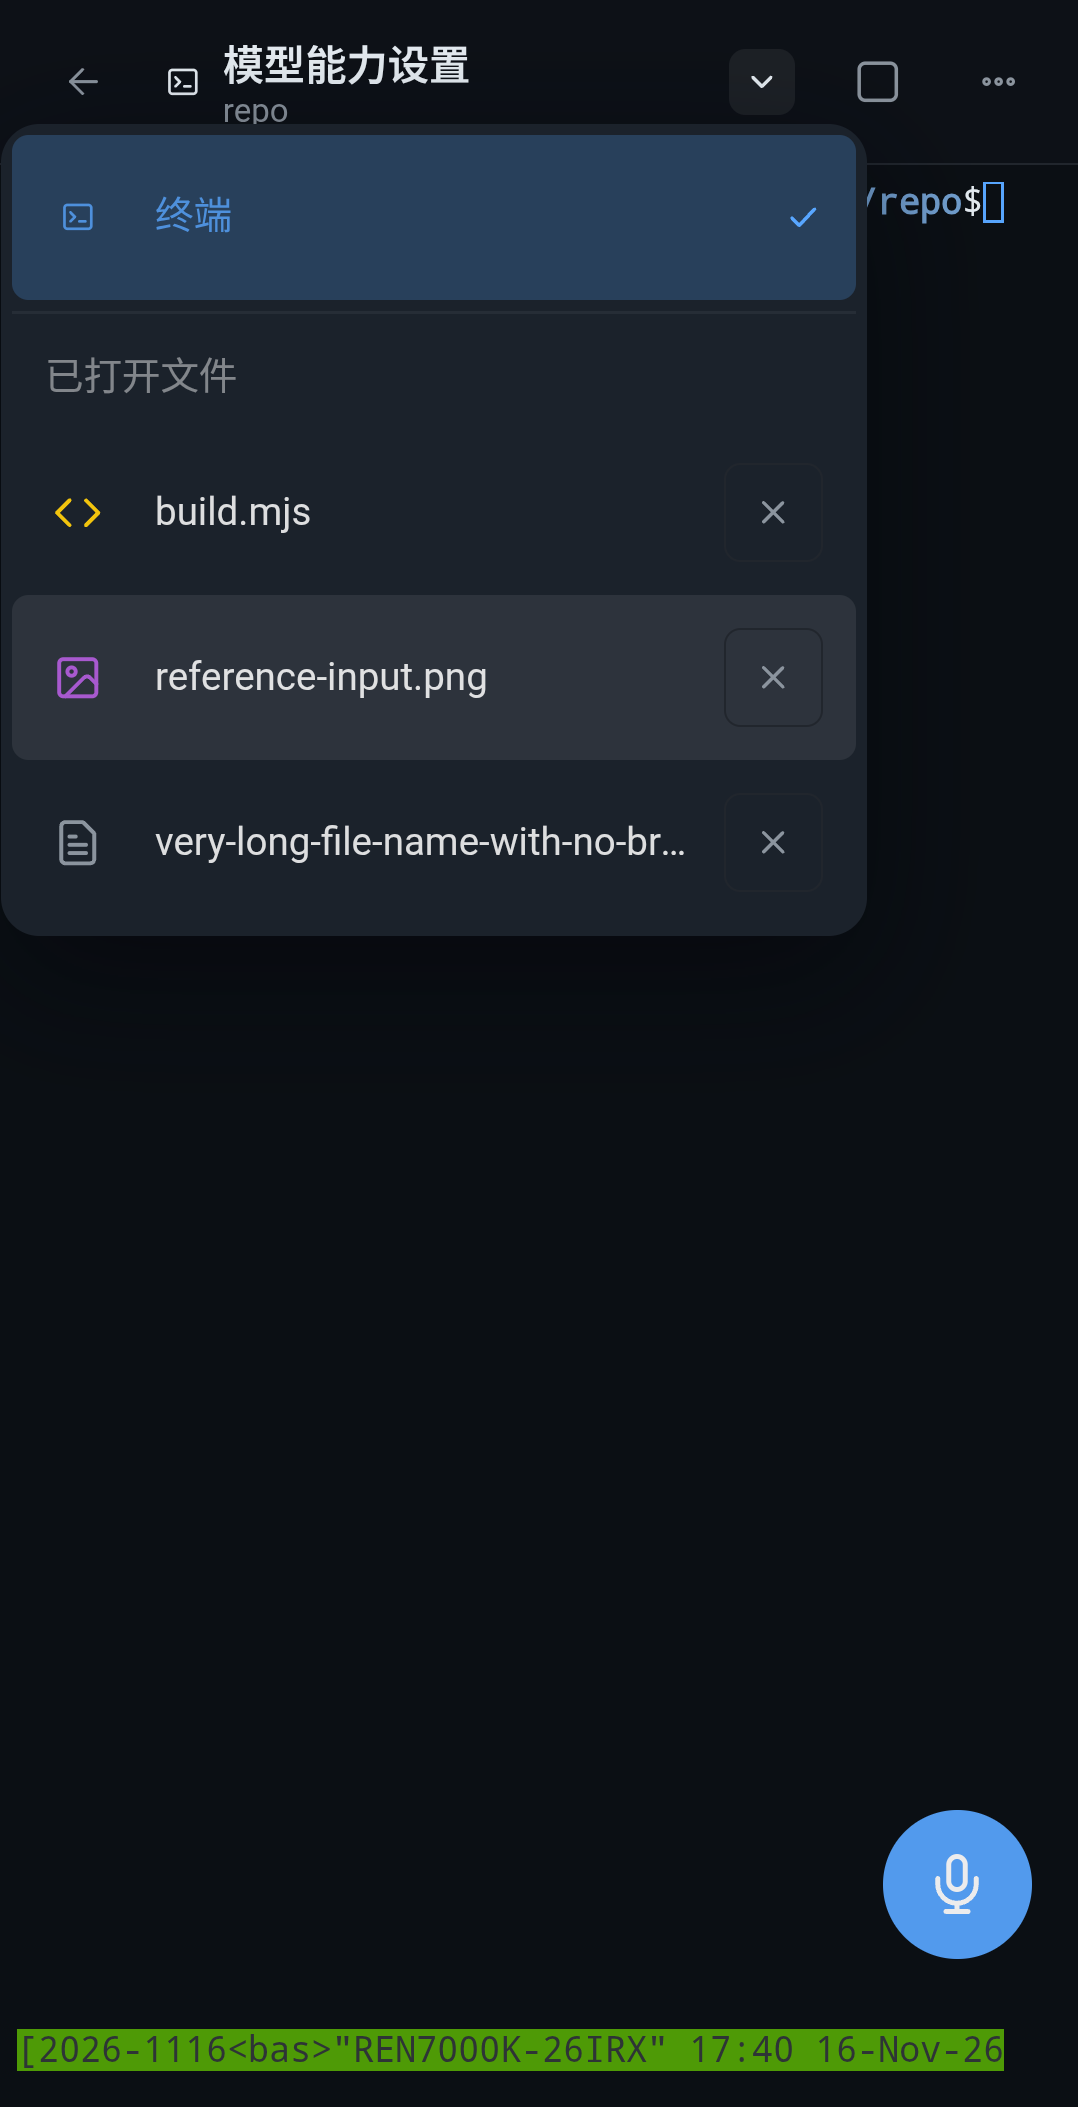 模型能力设置
repo
终端
/repo$
已打开文件
build.mjs
reference-input.png
very-long-file-name-with-no-br...
[2026-1116<bas>"REN7000K-26IRX" 17:40 16-Nov-26